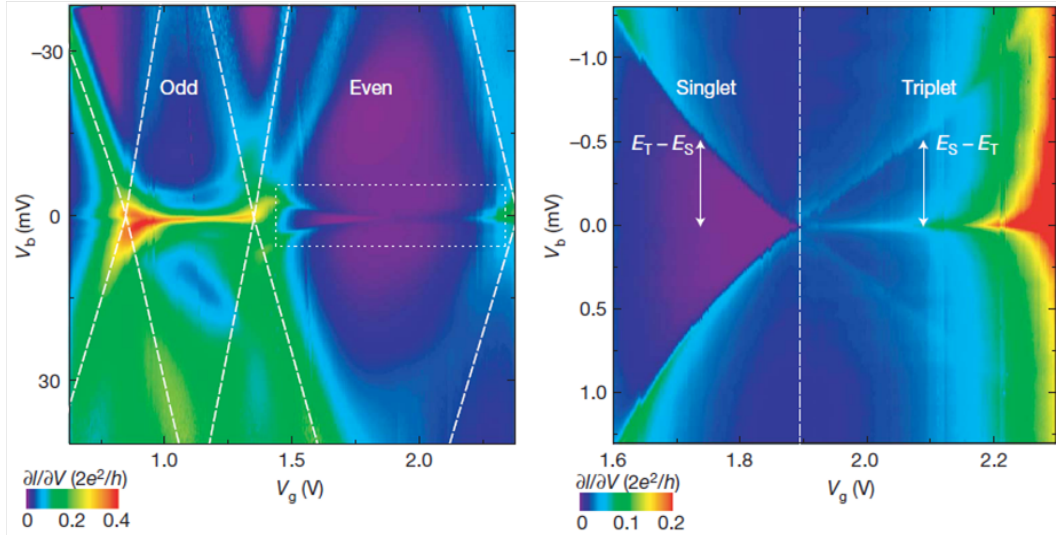 Odd
Even
V_b (mV)
−30
0
30
1.0
1.5
2.0
V_g (V)
∂I/∂V (2e²/h)
0 0.2 0.4
Singlet
Triplet
E_T − E_S
E_S − E_T
V_b (mV)
−1.0
−0.5
0.0
0.5
1.0
1.6
1.8
2.0
2.2
V_g (V)
∂I/∂V (2e²/h)
0 0.1 0.2